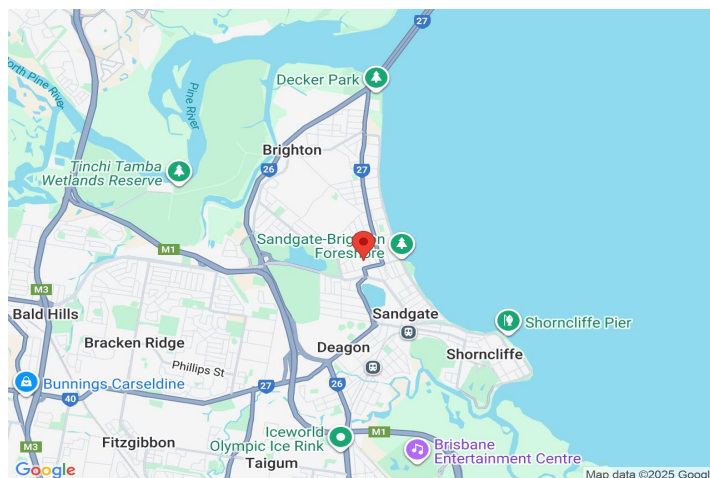 27
Decker Park
North Pine River
Pine River
Brighton
Tinchi Tamba
Wetlands Reserve
26
27
Sandgate-Brighton
Foreshore
M1
M3
Bald Hills
Sandgate
Shorncliffe Pier
Bracken Ridge
Deagon
Shorncliffe
Phillips St
Bunnings Carseldine
27
26
40
Iceworld
Olympic Ice Rink
M1
Brisbane
Entertainment Centre
M3
Fitzgibbon
Taigum
Google
Map data ©2025 Googl